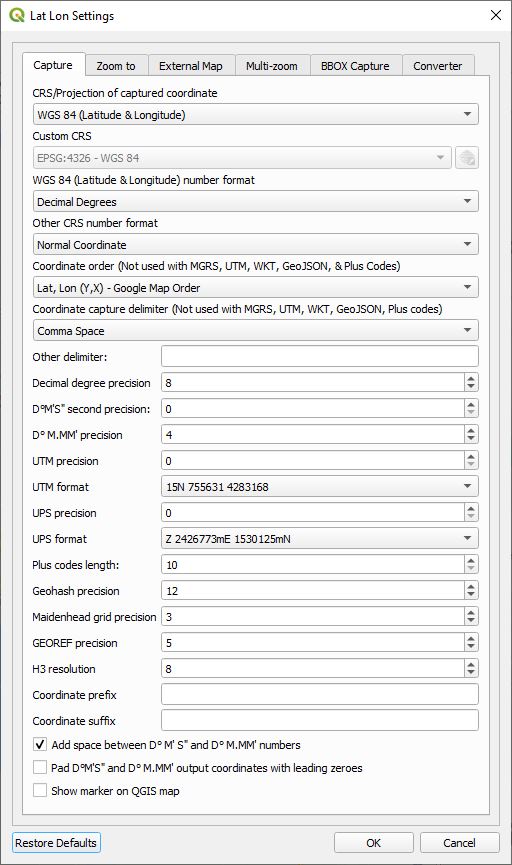 Lat Lon Settings
Capture Zoom to External Map Multi-zoom BBOX Capture Converter
CRS/Projection of captured coordinate
WGS 84 (Latitude & Longitude)
Custom CRS
EPSG:4326 - WGS 84
WGS 84 (Latitude & Longitude) number format
Decimal Degrees
Other CRS number format
Normal Coordinate
Coordinate order (Not used with MGRS, UTM, WKT, GeoJSON, & Plus Codes)
Lat, Lon (Y,X) - Google Map Order
Coordinate capture delimiter (Not used with MGRS, UTM, WKT, GeoJSON, Plus codes)
Comma Space
Other delimiter:
Decimal degree precision 8
D°M'S" second precision: 0
D° M.MM' precision 4
UTM precision 0
UTM format 15N 755631 4283168
UPS precision 0
UPS format Z 2426773mE 1530125mN
Plus codes length: 10
Geohash precision 12
Maidenhead grid precision 3
GEOREF precision 5
H3 resolution 8
Coordinate prefix
Coordinate suffix
Add space between D° M' S" and D° M.MM' numbers
Pad D°M'S" and D° M.MM' output coordinates with leading zeroes
Show marker on QGIS map
Restore Defaults OK Cancel